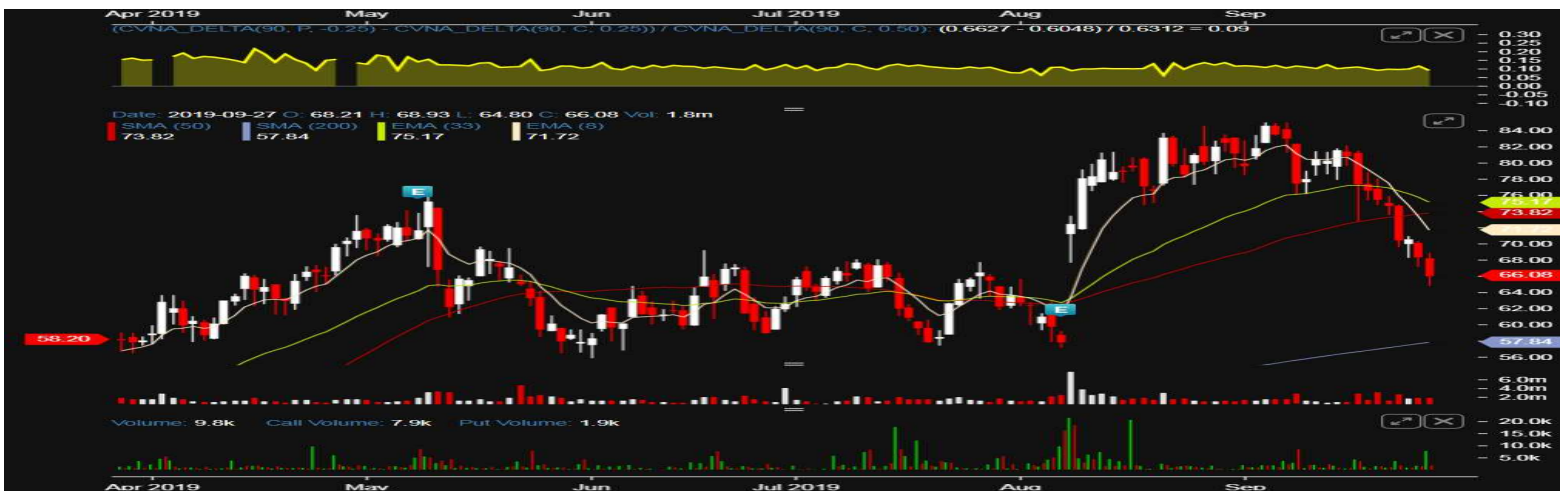 Apr 2019 May Jun Jul 2019 Aug Sep
(CVNA_DELTA(90, P, -0.25) - CVNA_DELTA(90, C, 0.25)) / CVNA_DELTA(90, C, 0.50): (0.6627 - 0.6048) / 0.6312 = 0.09
0.30
0.25
0.20
0.15
0.10
0.05
0.00
-0.05
-0.10
Date: 2019-09-27 O: 68.21 H: 68.93 L: 64.80 C: 66.08 Vol: 1.8m
SMA (50) SMA (200) EMA (33) EMA (8)
73.82 57.84 75.17 71.72
84.00
82.00
80.00
78.00
76.00
75.17
73.82
71.72
70.00
68.00
66.08
64.00
62.00
60.00
58.20
57.84
56.00
E
E
6.0m
4.0m
2.0m
Volume: 9.8k Call Volume: 7.9k Put Volume: 1.9k
20.0k
15.0k
10.0k
5.0k
Apr 2019 May Jun Jul 2019 Aug Sep